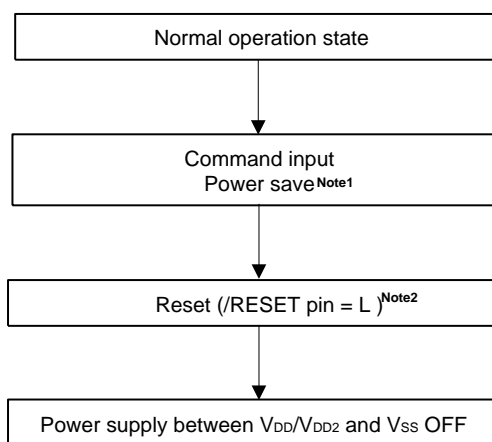 Normal operation state
Command input
Power save Note1
Reset (/RESET pin = L ) Note2
Power supply between VDD/VDD2 and VSS OFF